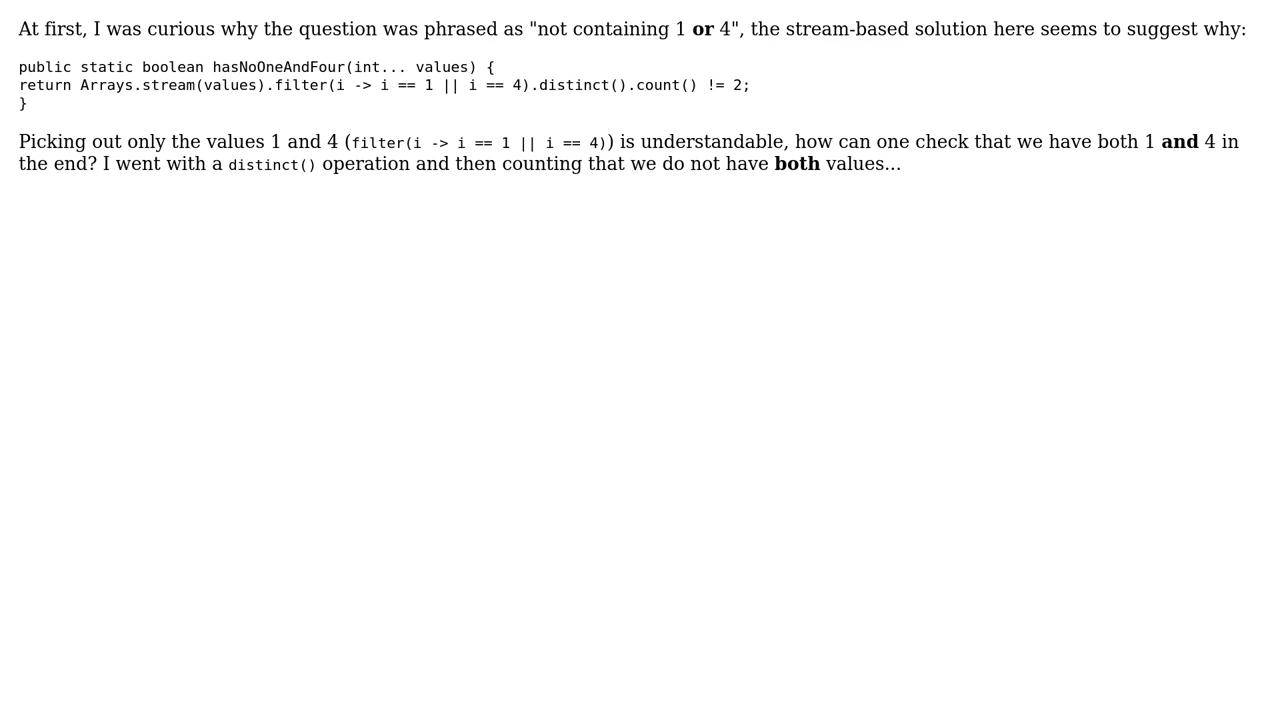 At first, I was curious why the question was phrased as "not containing 1 or 4", the stream-based solution here seems to suggest why:
public static boolean hasNoOneAndFour(int... values) {
return Arrays.stream(values).filter(i -> i == 1 || i == 4).distinct().count() != 2;
}
Picking out only the values 1 and 4 (filter(i -> i == 1 || i == 4)) is understandable, how can one check that we have both 1 and 4 in
the end? I went with a distinct() operation and then counting that we do not have both values...